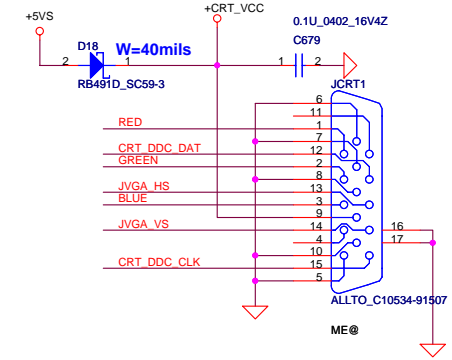 +5VS
+CRT_VCC
D18
W=40mils
2
1
RB491D_SC59-3
0.1U_0402_16V4Z
C679
1
2
JCRT1
6
11
RED
1
7
CRT_DDC_DAT
12
GREEN
2
8
JVGA_HS
13
BLUE
3
9
JVGA_VS
14
16
4
17
10
CRT_DDC_CLK
15
5
ALLTO_C10534-91507
ME@